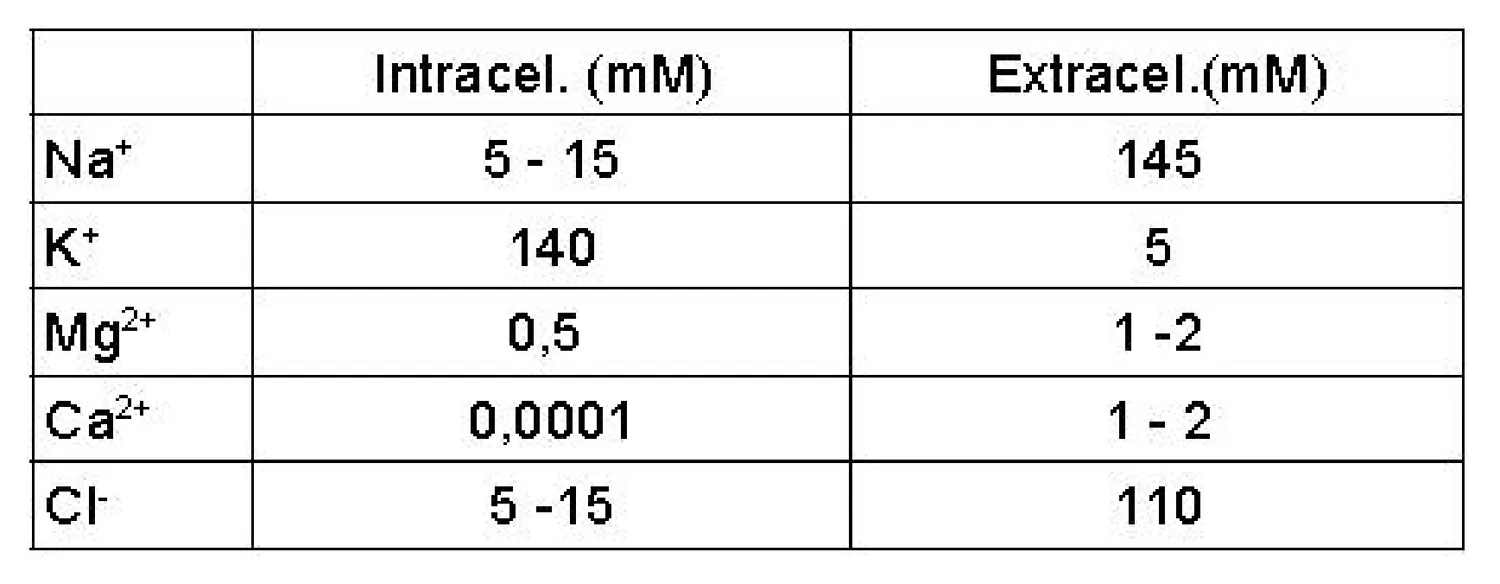 Intracel. (mM) Extracel.(mM)
Na⁺ 5 - 15 145
K⁺ 140 5
Mg²⁺ 0,5 1 -2
Ca²⁺ 0,0001 1 - 2
Cl⁻ 5 -15 110